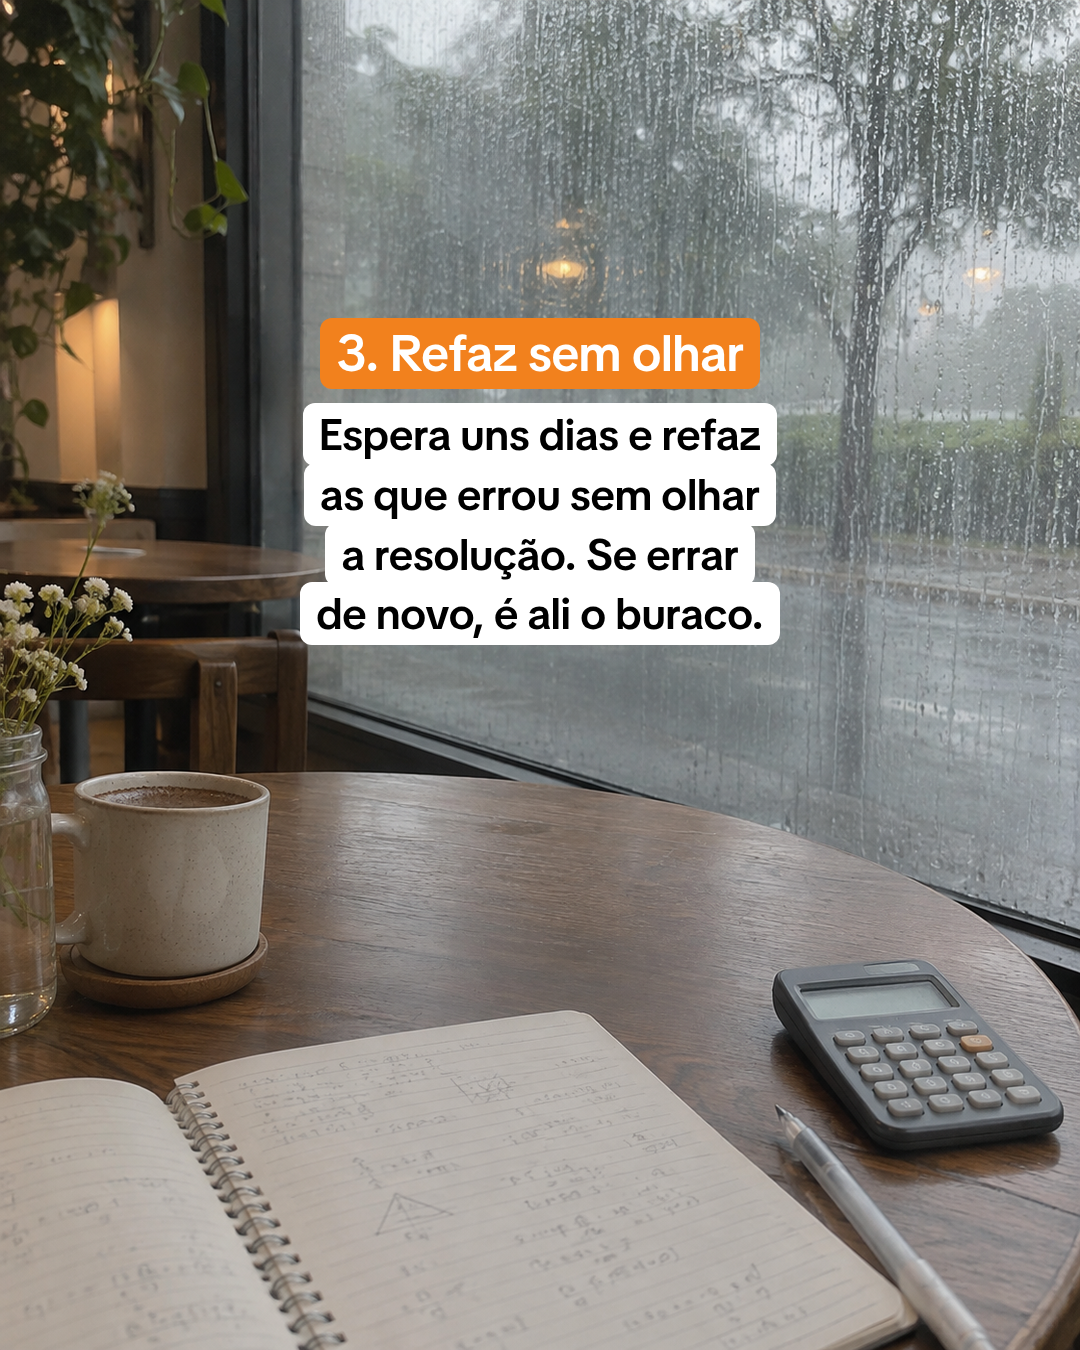 3. Refaz sem olhar
Espera uns dias e refaz
as que errou sem olhar
a resolução. Se errar
de novo, é ali o buraco.